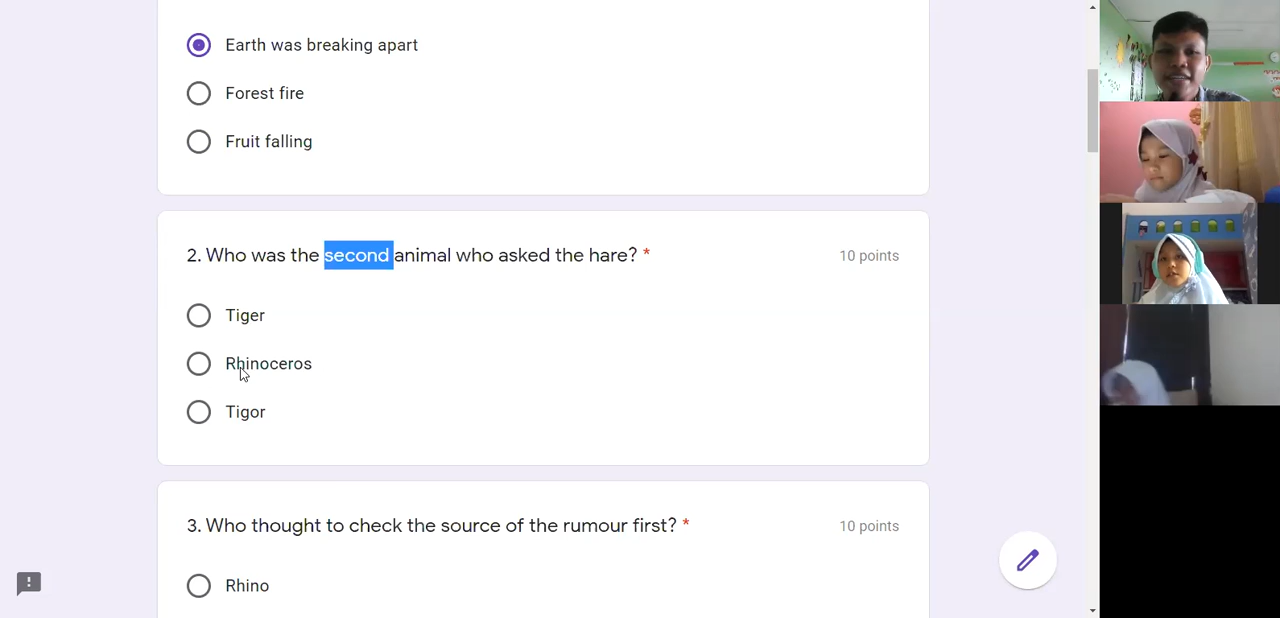 Earth was breaking apart
Forest fire
Fruit falling
2. Who was the second animal who asked the hare? *
10 points
Tiger
Rhinoceros
Tigor
3. Who thought to check the source of the rumour first? *
10 points
Rhino